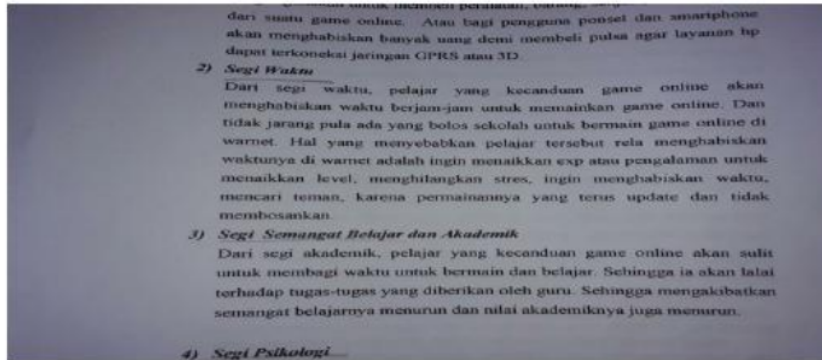 untuk memberi peralatan, barang,
dari suatu game online. Atau bagi pengguna ponsel dan smartphone
akan menghabiskan banyak uang demi membeli pulsa agar layanan hp
dapat terkoneksi jaringan GPRS atau 3D.
2) Segi Waktu
Dari segi waktu, pelajar yang kecanduan game online akan
menghabiskan waktu berjam-jam untuk memainkan game online. Dan
tidak jarang pula ada yang bolos sekolah untuk bermain game online di
warnet. Hal yang menyebabkan pelajar tersebut rela menghabiskan
waktunya di warnet adalah ingin menaikkan exp atau pengalaman untuk
menaikkan level, menghilangkan stres, ingin menghabiskan waktu,
mencari teman, karena permainannya yang terus update dan tidak
membosankan.
3) Segi Semangat Belajar dan Akademik
Dari segi akademik, pelajar yang kecanduan game online akan sulit
untuk membagi waktu untuk bermain dan belajar. Sehingga ia akan lalai
terhadap tugas-tugas yang diberikan oleh guru. Sehingga mengakibatkan
semangat belajarnya menurun dan nilai akademiknya juga menurun.
4) Segi Psikologi